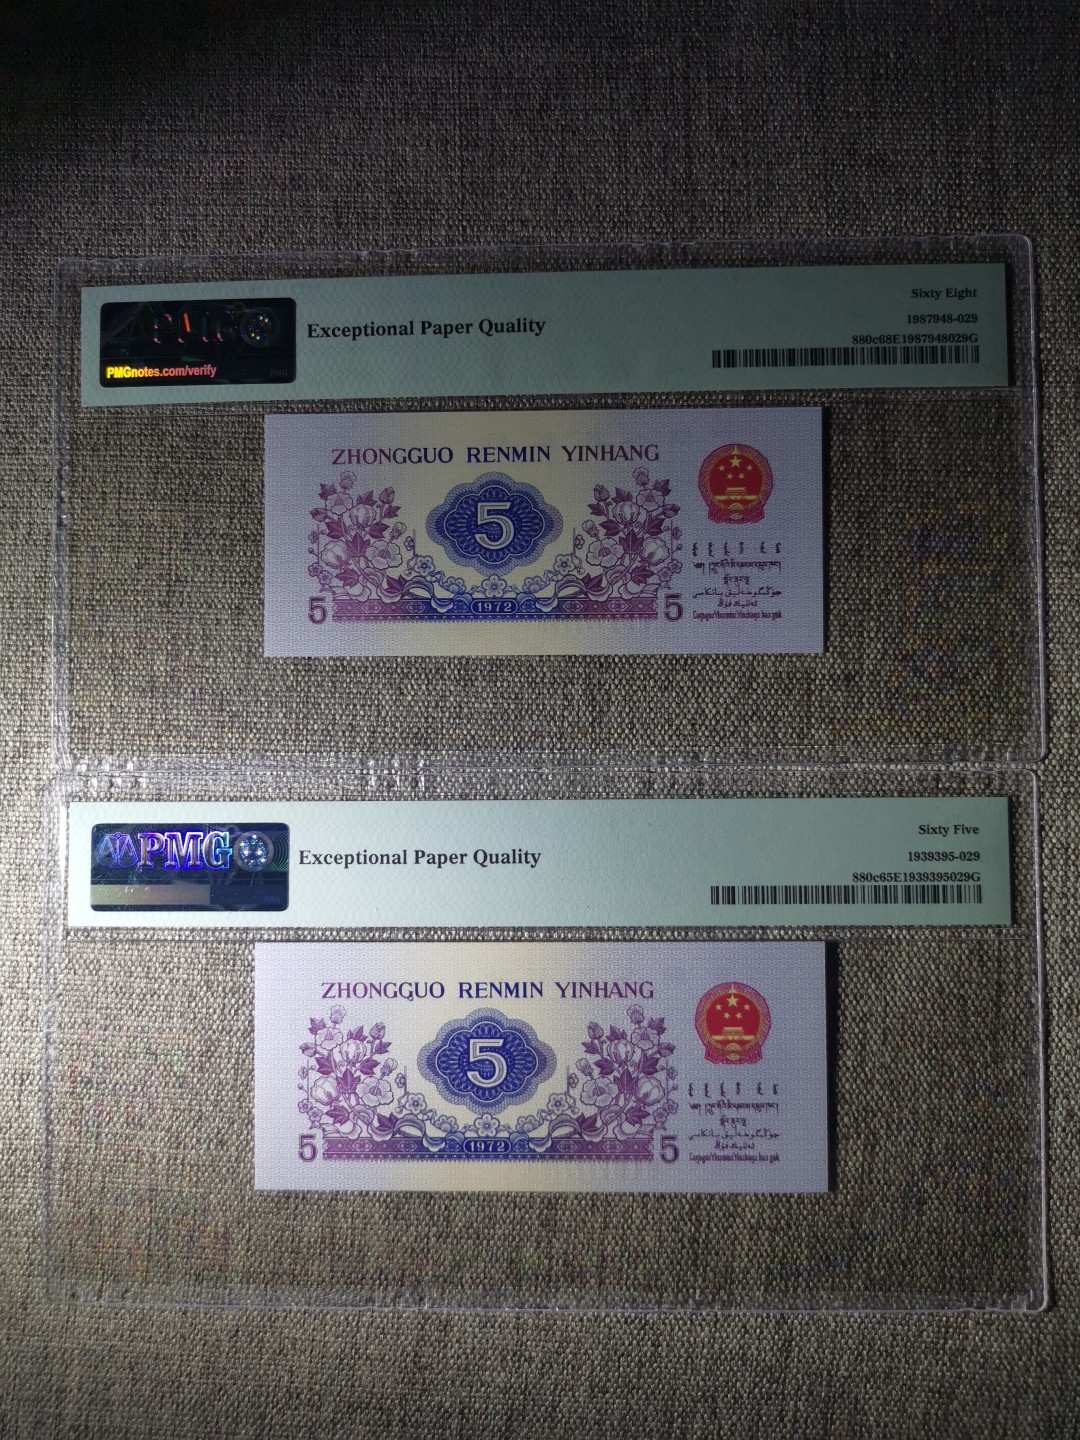 PMG
PMGnotes.com/verify
Exceptional Paper Quality
Sixty Eight
1987948-029
880c68E1987948029G
ZHONGGUO RENMIN YINHANG
5
1972
5
5
PMG
Exceptional Paper Quality
Sixty Five
1939395-029
880c65E1939395029G
ZHONGGUO RENMIN YINHANG
5
1972
5
5